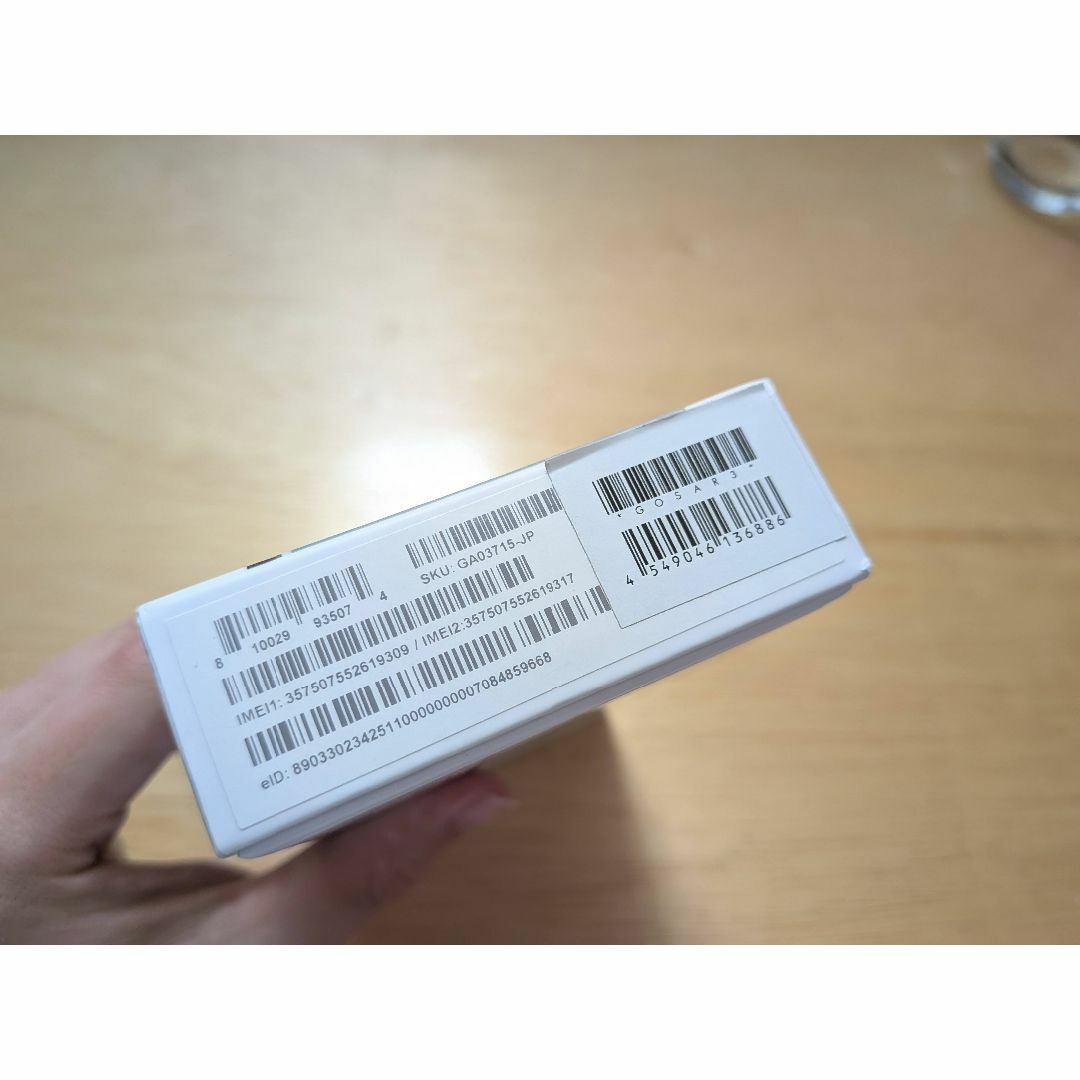 SKU: GA03715-JP
8 10029 93507 4
IMEI1: 357507552619309 / IMEI2:357507552619317
eID: 89033023425110000000007084859668
*GOSAR3*
4 549046 136886